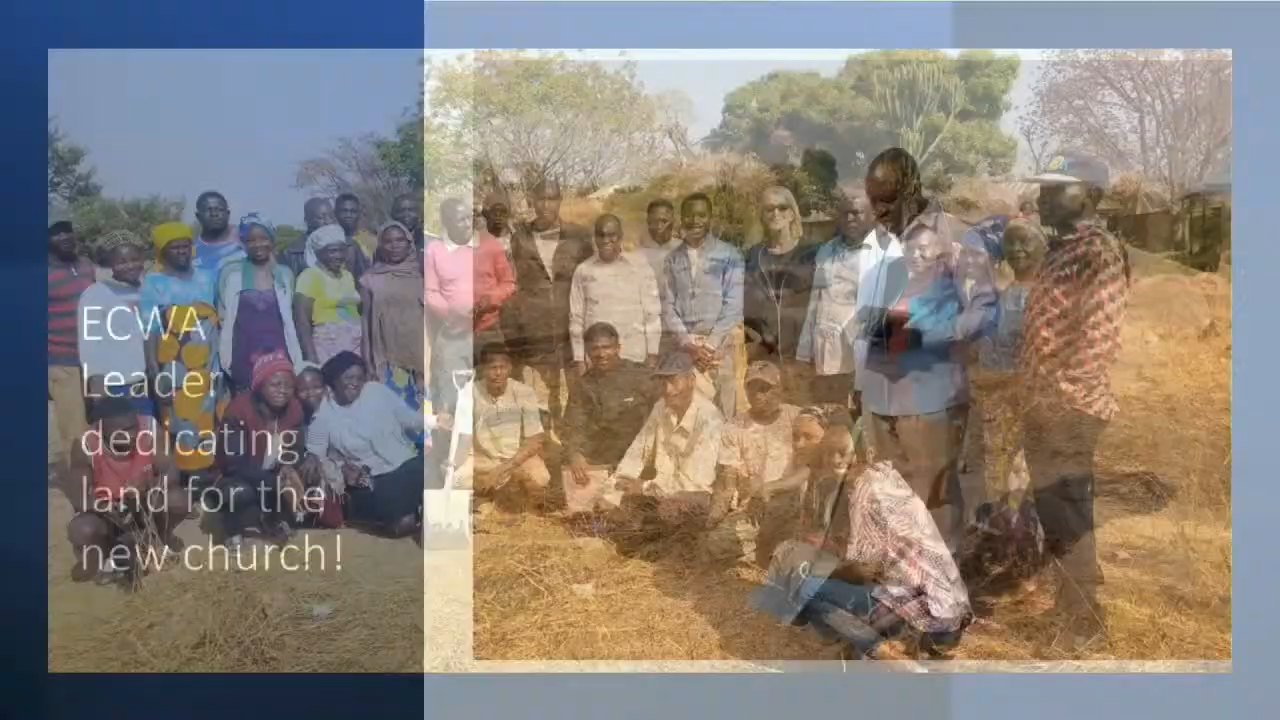 ECWA
Leader
dedicating
land for the
new church!